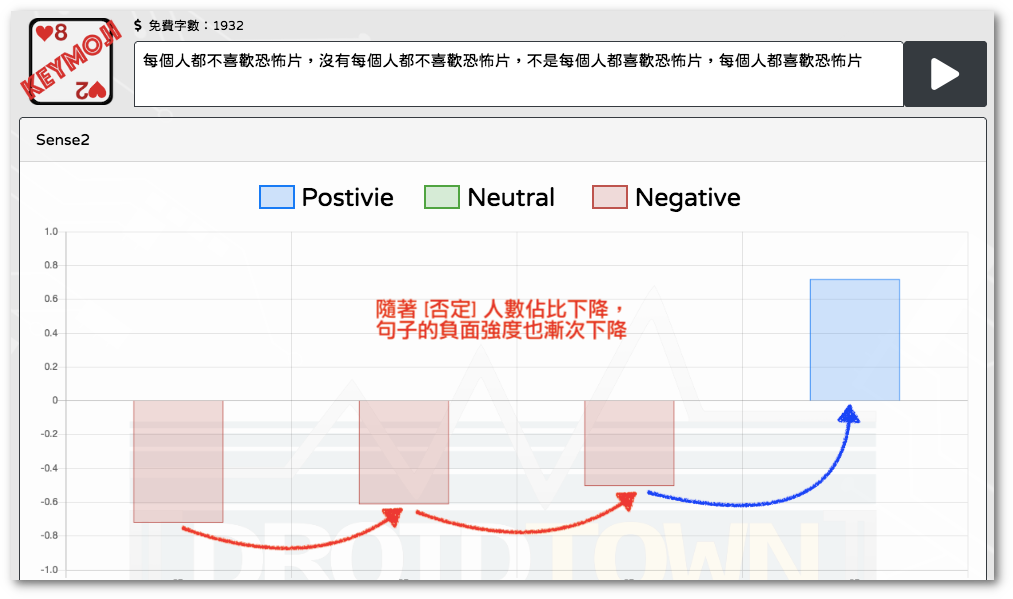 8
KEYMOJI
2
$ 免費字數：1932
每個人都不喜歡恐怖片，沒有每個人都不喜歡恐怖片，不是每個人都喜歡恐怖片，每個人都喜歡恐怖片
Sense2
Postivie Neutral Negative
1.0
0.8
0.6
0.4
0.2
0
-0.2
-0.4
-0.6
-0.8
-1.0
隨著 [否定] 人數佔比下降，
句子的負面強度也漸次下降
DROIDTOWN